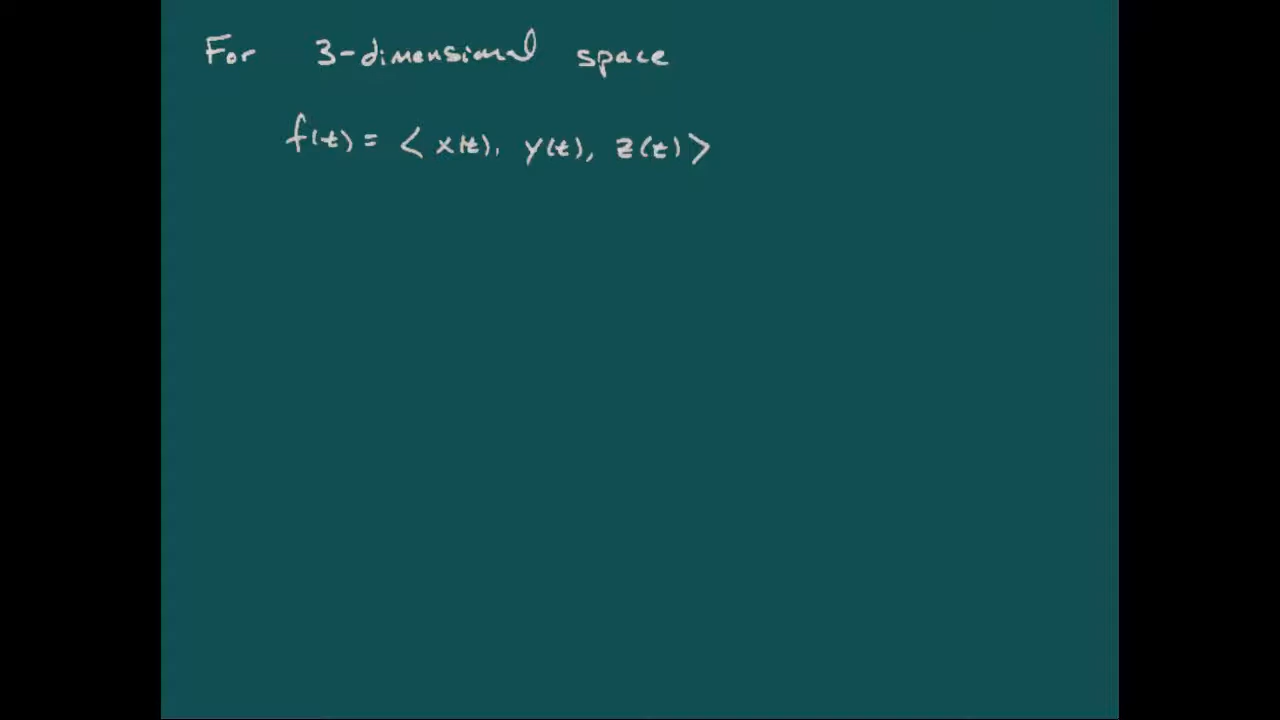 For 3-dimensional space
f(t) = < x(t), y(t), z(t) >